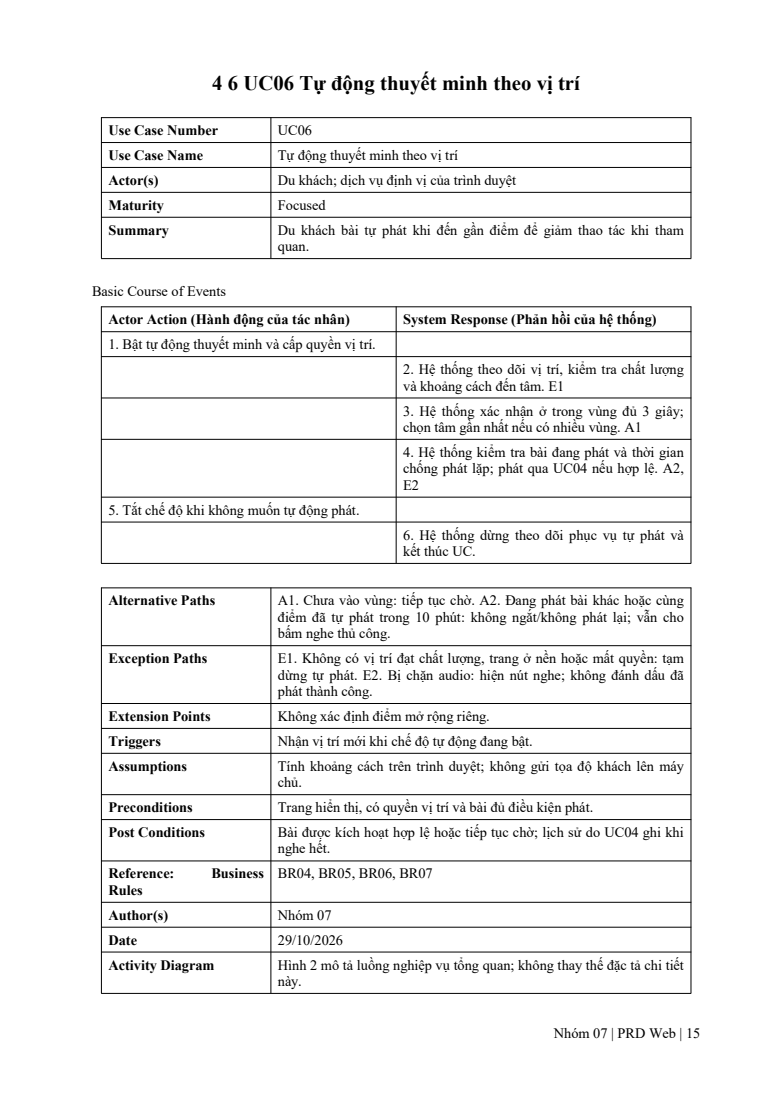 4 6 UC06 Tự động thuyết minh theo vị trí
Use Case Number UC06
Use Case Name Tự động thuyết minh theo vị trí
Actor(s) Du khách; dịch vụ định vị của trình duyệt
Maturity Focused
Summary Du khách bài tự phát khi đến gần điểm để giảm thao tác khi tham
quan.
Basic Course of Events
Actor Action (Hành động của tác nhân) System Response (Phản hồi của hệ thống)
1. Bật tự động thuyết minh và cấp quyền vị trí.
2. Hệ thống theo dõi vị trí, kiểm tra chất lượng
và khoảng cách đến tâm. E1
3. Hệ thống xác nhận ở trong vùng đủ 3 giây;
chọn tâm gần nhất nếu có nhiều vùng. A1
4. Hệ thống kiểm tra bài đang phát và thời gian
chống phát lặp; phát qua UC04 nếu hợp lệ. A2,
E2
5. Tắt chế độ khi không muốn tự động phát.
6. Hệ thống dừng theo dõi phục vụ tự phát và
kết thúc UC.
Alternative Paths A1. Chưa vào vùng: tiếp tục chờ. A2. Đang phát bài khác hoặc cùng
điểm đã tự phát trong 10 phút: không ngắt/không phát lại; vẫn cho
bấm nghe thủ công.
Exception Paths E1. Không có vị trí đạt chất lượng, trang ở nền hoặc mất quyền: tạm
dừng tự phát. E2. Bị chặn audio: hiện nút nghe; không đánh dấu đã
phát thành công.
Extension Points Không xác định điểm mở rộng riêng.
Triggers Nhận vị trí mới khi chế độ tự động đang bật.
Assumptions Tính khoảng cách trên trình duyệt; không gửi tọa độ khách lên máy
chủ.
Preconditions Trang hiển thị, có quyền vị trí và bài đủ điều kiện phát.
Post Conditions Bài được kích hoạt hợp lệ hoặc tiếp tục chờ; lịch sử do UC04 ghi khi
nghe hết.
Reference: Business BR04, BR05, BR06, BR07
Rules
Author(s) Nhóm 07
Date 29/10/2026
Activity Diagram Hình 2 mô tả luồng nghiệp vụ tổng quan; không thay thế đặc tả chi tiết
này.
Nhóm 07 | PRD Web | 15